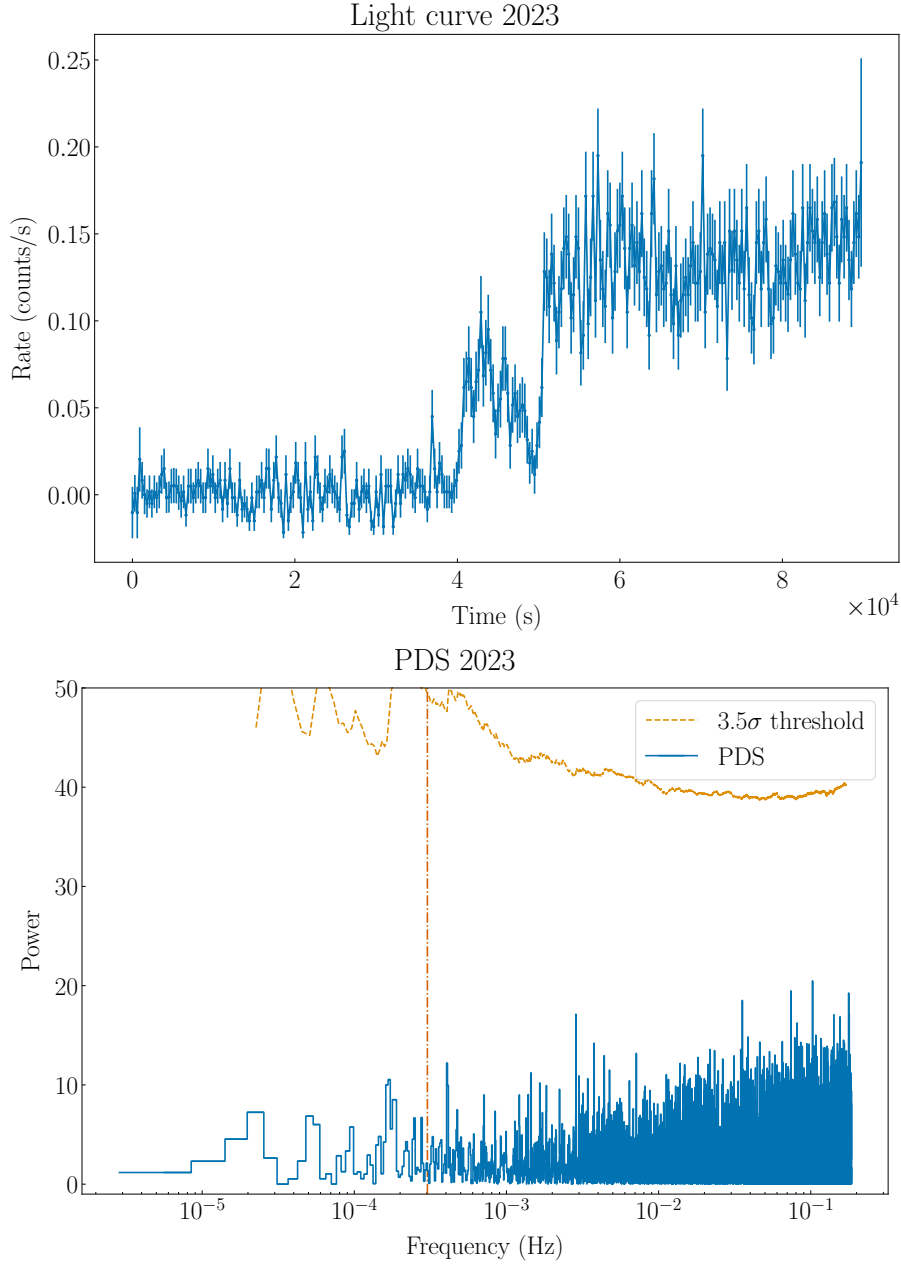 Light curve 2023
0.25
0.20
0.15
0.10
0.05
0.00
Rate (counts/s)
0 2 4 6 8
×10⁴
Time (s)
PDS 2023
50
40
30
20
10
0
Power
3.5σ threshold
PDS
10⁻⁵ 10⁻⁴ 10⁻³ 10⁻² 10⁻¹
Frequency (Hz)